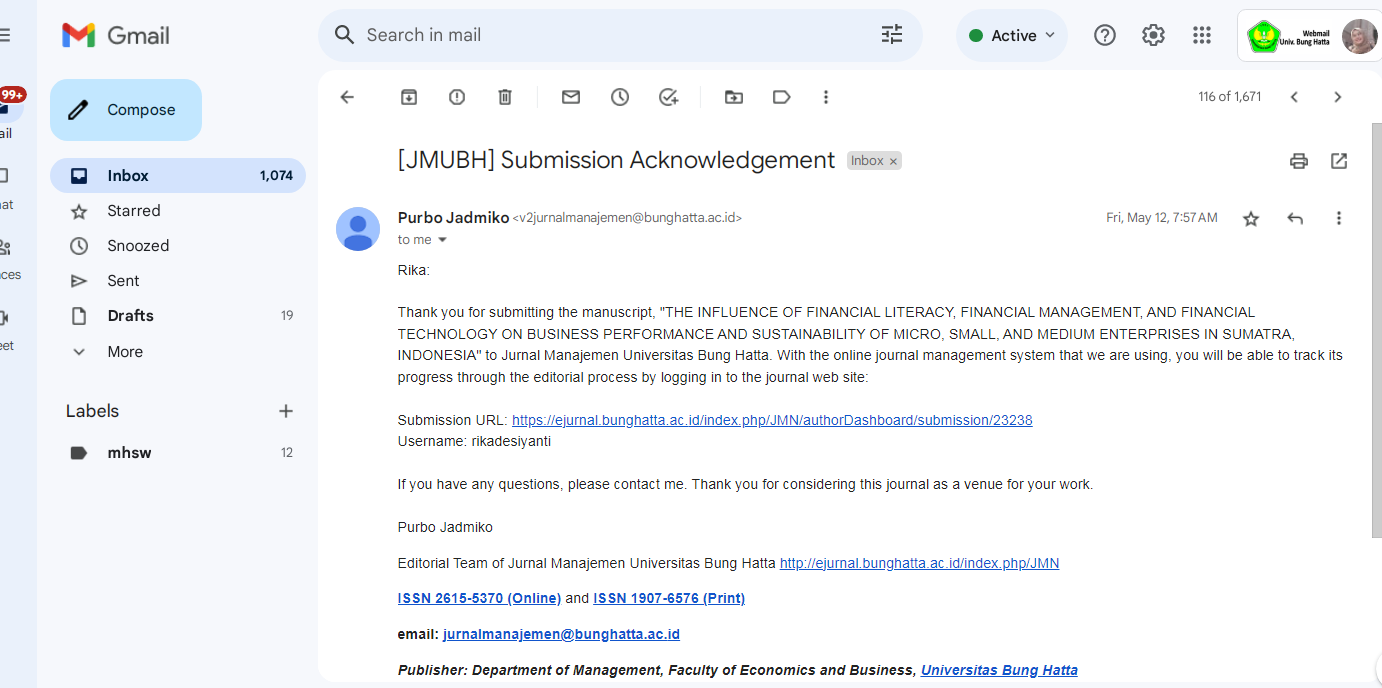 Gmail
Search in mail
Active
Webmail
Univ. Bung Hatta
99+
Compose
116 of 1,671
ail
Inbox 1,074
[JMUBH] Submission Acknowledgement Inbox ×
Starred
at
Purbo Jadmiko <v2jurnalmanajemen@bunghatta.ac.id> Fri, May 12, 7:57 AM
to me
Snoozed
ces
Rika:
Sent
Thank you for submitting the manuscript, "THE INFLUENCE OF FINANCIAL LITERACY, FINANCIAL MANAGEMENT, AND FINANCIAL
Drafts 19
TECHNOLOGY ON BUSINESS PERFORMANCE AND SUSTAINABILITY OF MICRO, SMALL, AND MEDIUM ENTERPRISES IN SUMATRA,
eet
More
INDONESIA" to Jurnal Manajemen Universitas Bung Hatta. With the online journal management system that we are using, you will be able to track its
progress through the editorial process by logging in to the journal web site:
Labels
Submission URL: https://ejurnal.bunghatta.ac.id/index.php/JMN/authorDashboard/submission/23238
Username: rikadesiyanti
mhsw 12
If you have any questions, please contact me. Thank you for considering this journal as a venue for your work.
Purbo Jadmiko
Editorial Team of Jurnal Manajemen Universitas Bung Hatta http://ejurnal.bunghatta.ac.id/index.php/JMN
ISSN 2615-5370 (Online) and ISSN 1907-6576 (Print)
email: jurnalmanajemen@bunghatta.ac.id
Publisher: Department of Management, Faculty of Economics and Business, Universitas Bung Hatta